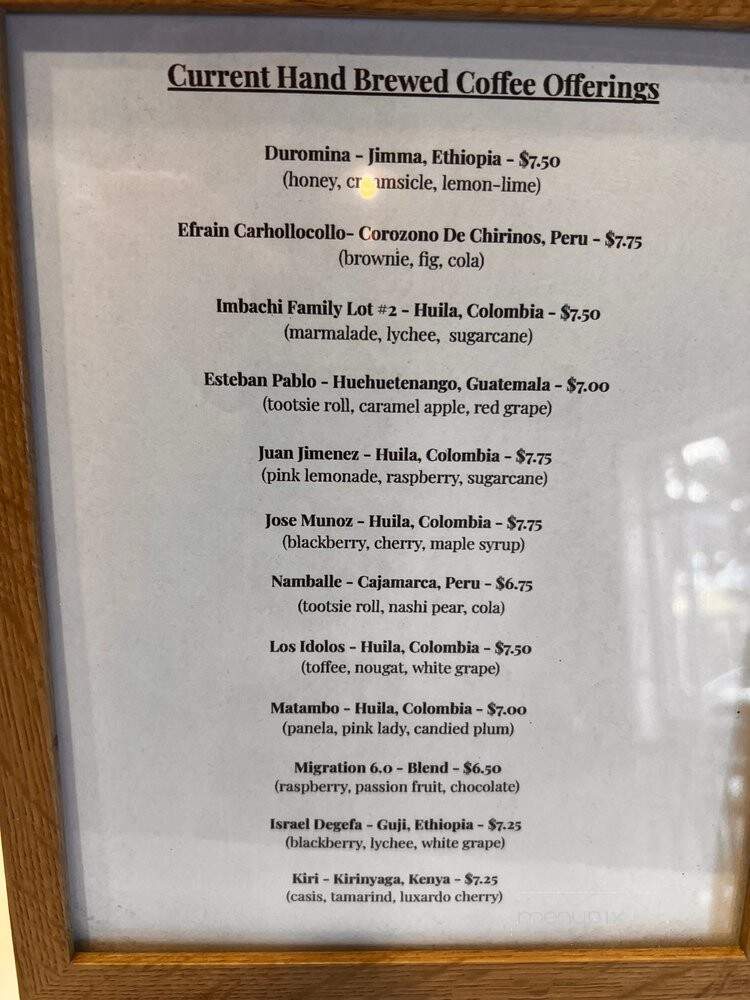 Current Hand Brewed Coffee Offerings
Duromina - Jimma, Ethiopia - $7.50
(honey, lemon-lime)
Efrain Carhollocollo- Corozono De Chirinos, Peru - $7.75
(brownie, fig, cola)
Imbachi Family Lot #2 - Huila, Colombia - $7.50
(marmalade, lychee, sugarcane)
Esteban Pablo - Huehuetenango, Guatemala - $7.00
(tootsie roll, caramel apple, red grape)
Juan Jimenez - Huila, Colombia - $7.75
(pink lemonade, raspberry, sugarcane)
Jose Munoz - Huila, Colombia - $7.75
(blackberry, cherry, maple syrup)
Namballe - Cajamarca, Peru - $6.75
(tootsie roll, nashi pear, cola)
Los Idolos - Huila, Colombia - $7.50
(toffee, nougat, white grape)
Matambo - Huila, Colombia - $7.00
(panela, pink lady, candied plum)
Migration 6.0 - Blend - $6.50
(raspberry, passion fruit, chocolate)
Israel Degefa - Guji, Ethiopia - $7.25
(blackberry, lychee, white grape)
Kiri - Kirinyaga, Kenya - $7.25
(casis, tamarind, luxardo cherry)
menupix